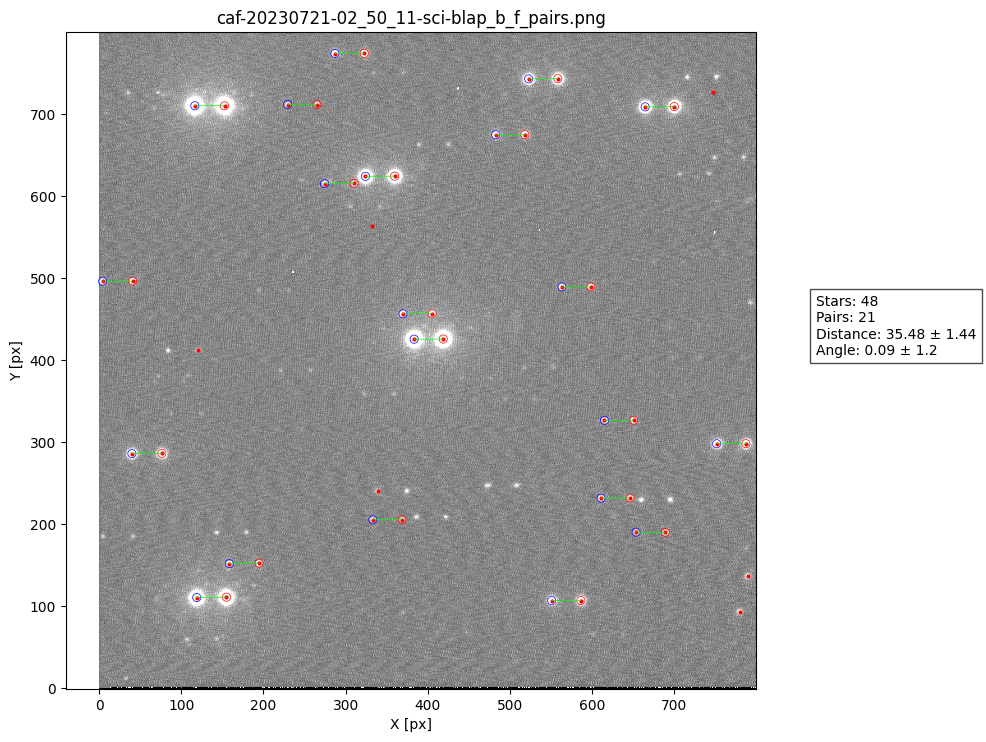 caf-20230721-02_50_11-sci-blap_b_f_pairs.png
Y [px]
700
600
500
400
300
200
100
0
Stars: 48
Pairs: 21
Distance: 35.48 ± 1.44
Angle: 0.09 ± 1.2
0 100 200 300 400 500 600 700
X [px]